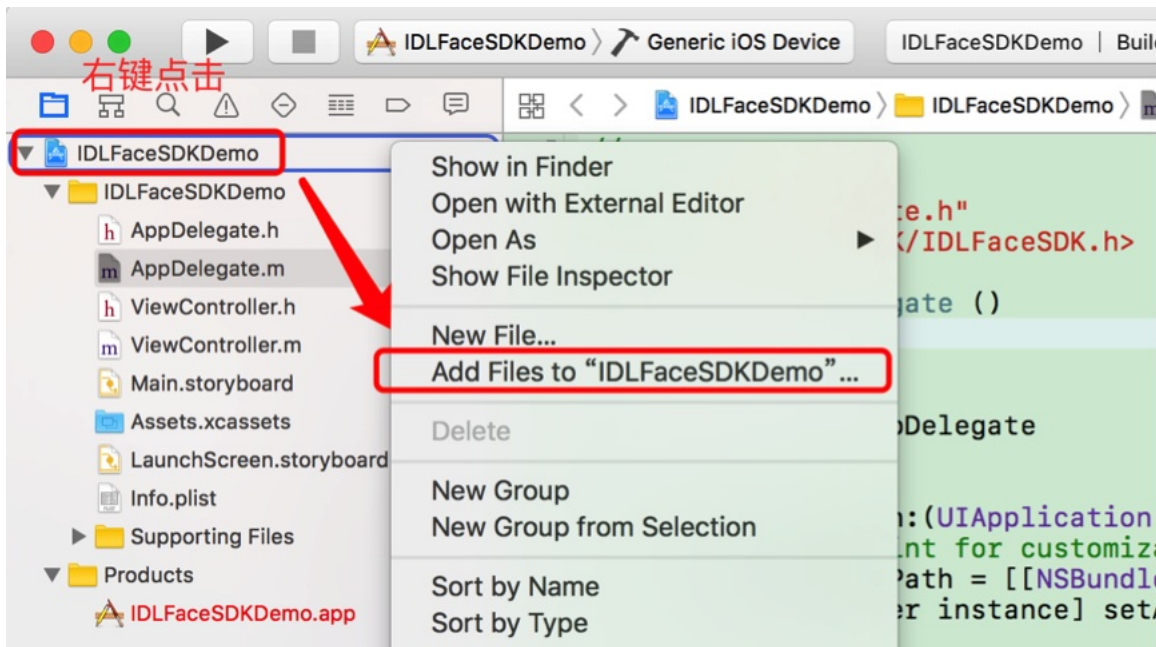 IDLFaceSDKDemo 〉 Generic iOS Device
IDLFaceSDKDemo | Buil
右键点击
IDLFaceSDKDemo 〉 IDLFaceSDKDemo 〉 m
IDLFaceSDKDemo
IDLFaceSDKDemo
h AppDelegate.h
m AppDelegate.m
h ViewController.h
m ViewController.m
Main.storyboard
Assets.xcassets
LaunchScreen.storyboard
Info.plist
Supporting Files
Products
IDLFaceSDKDemo.app
Show in Finder
Open with External Editor
Open As
Show File Inspector
New File...
Add Files to “IDLFaceSDKDemo”...
Delete
New Group
New Group from Selection
Sort by Name
Sort by Type
//
te.h"
/IDLFaceSDK.h>
gate ()
pDelegate
n:(UIApplication
int for customiza
Path = [[NSBundle
er instance] setA